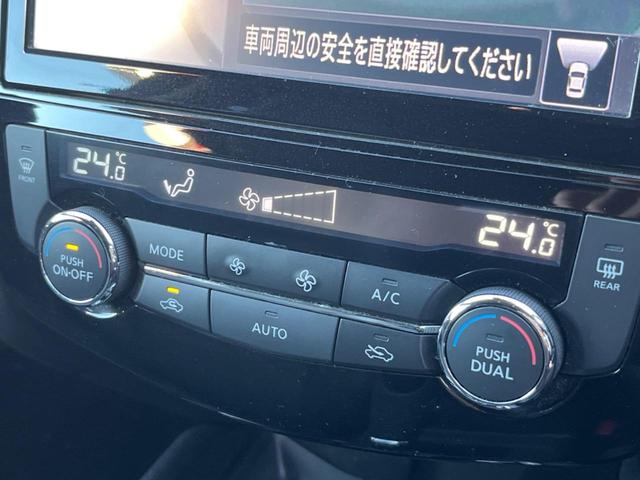 車両周辺の安全を直接確認してください
24.0℃
24.0℃
FRONT
PUSH
ON·OFF
MODE
A/C
AUTO
PUSH
DUAL
REAR